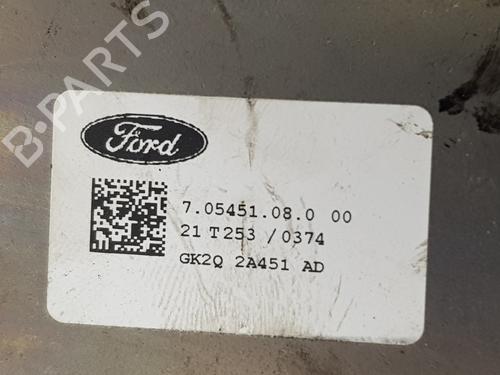 B-PARTS
Ford
7.05451.08.0 00
21 T253 /0374
GK2Q 2A451 AD